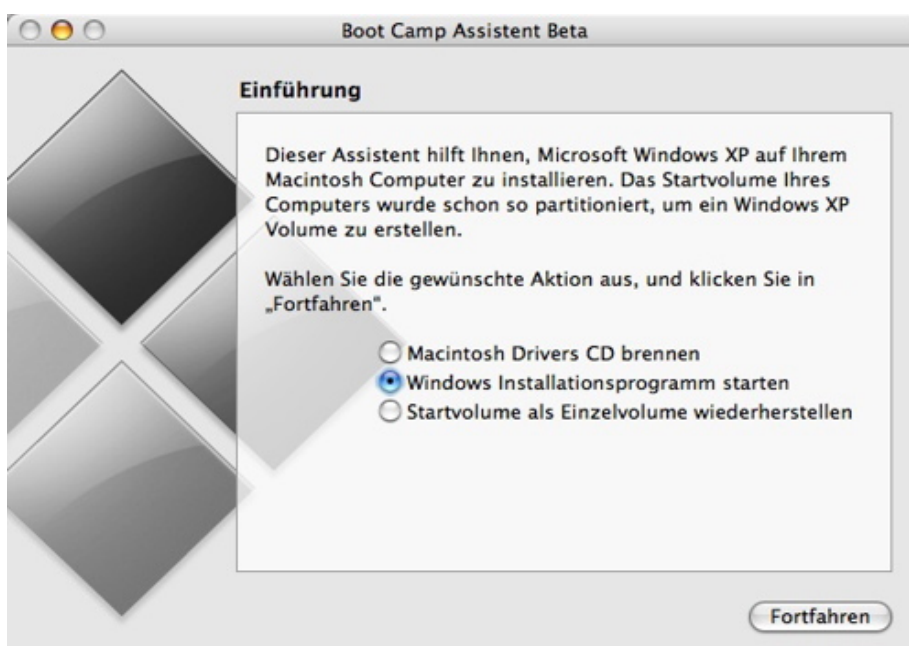 Boot Camp Assistent Beta
Einführung
Dieser Assistent hilft Ihnen, Microsoft Windows XP auf Ihrem
Macintosh Computer zu installieren. Das Startvolume Ihres
Computers wurde schon so partitioniert, um ein Windows XP
Volume zu erstellen.
Wählen Sie die gewünschte Aktion aus, und klicken Sie in
„Fortfahren".
Macintosh Drivers CD brennen
Windows Installationsprogramm starten
Startvolume als Einzelvolume wiederherstellen
Fortfahren